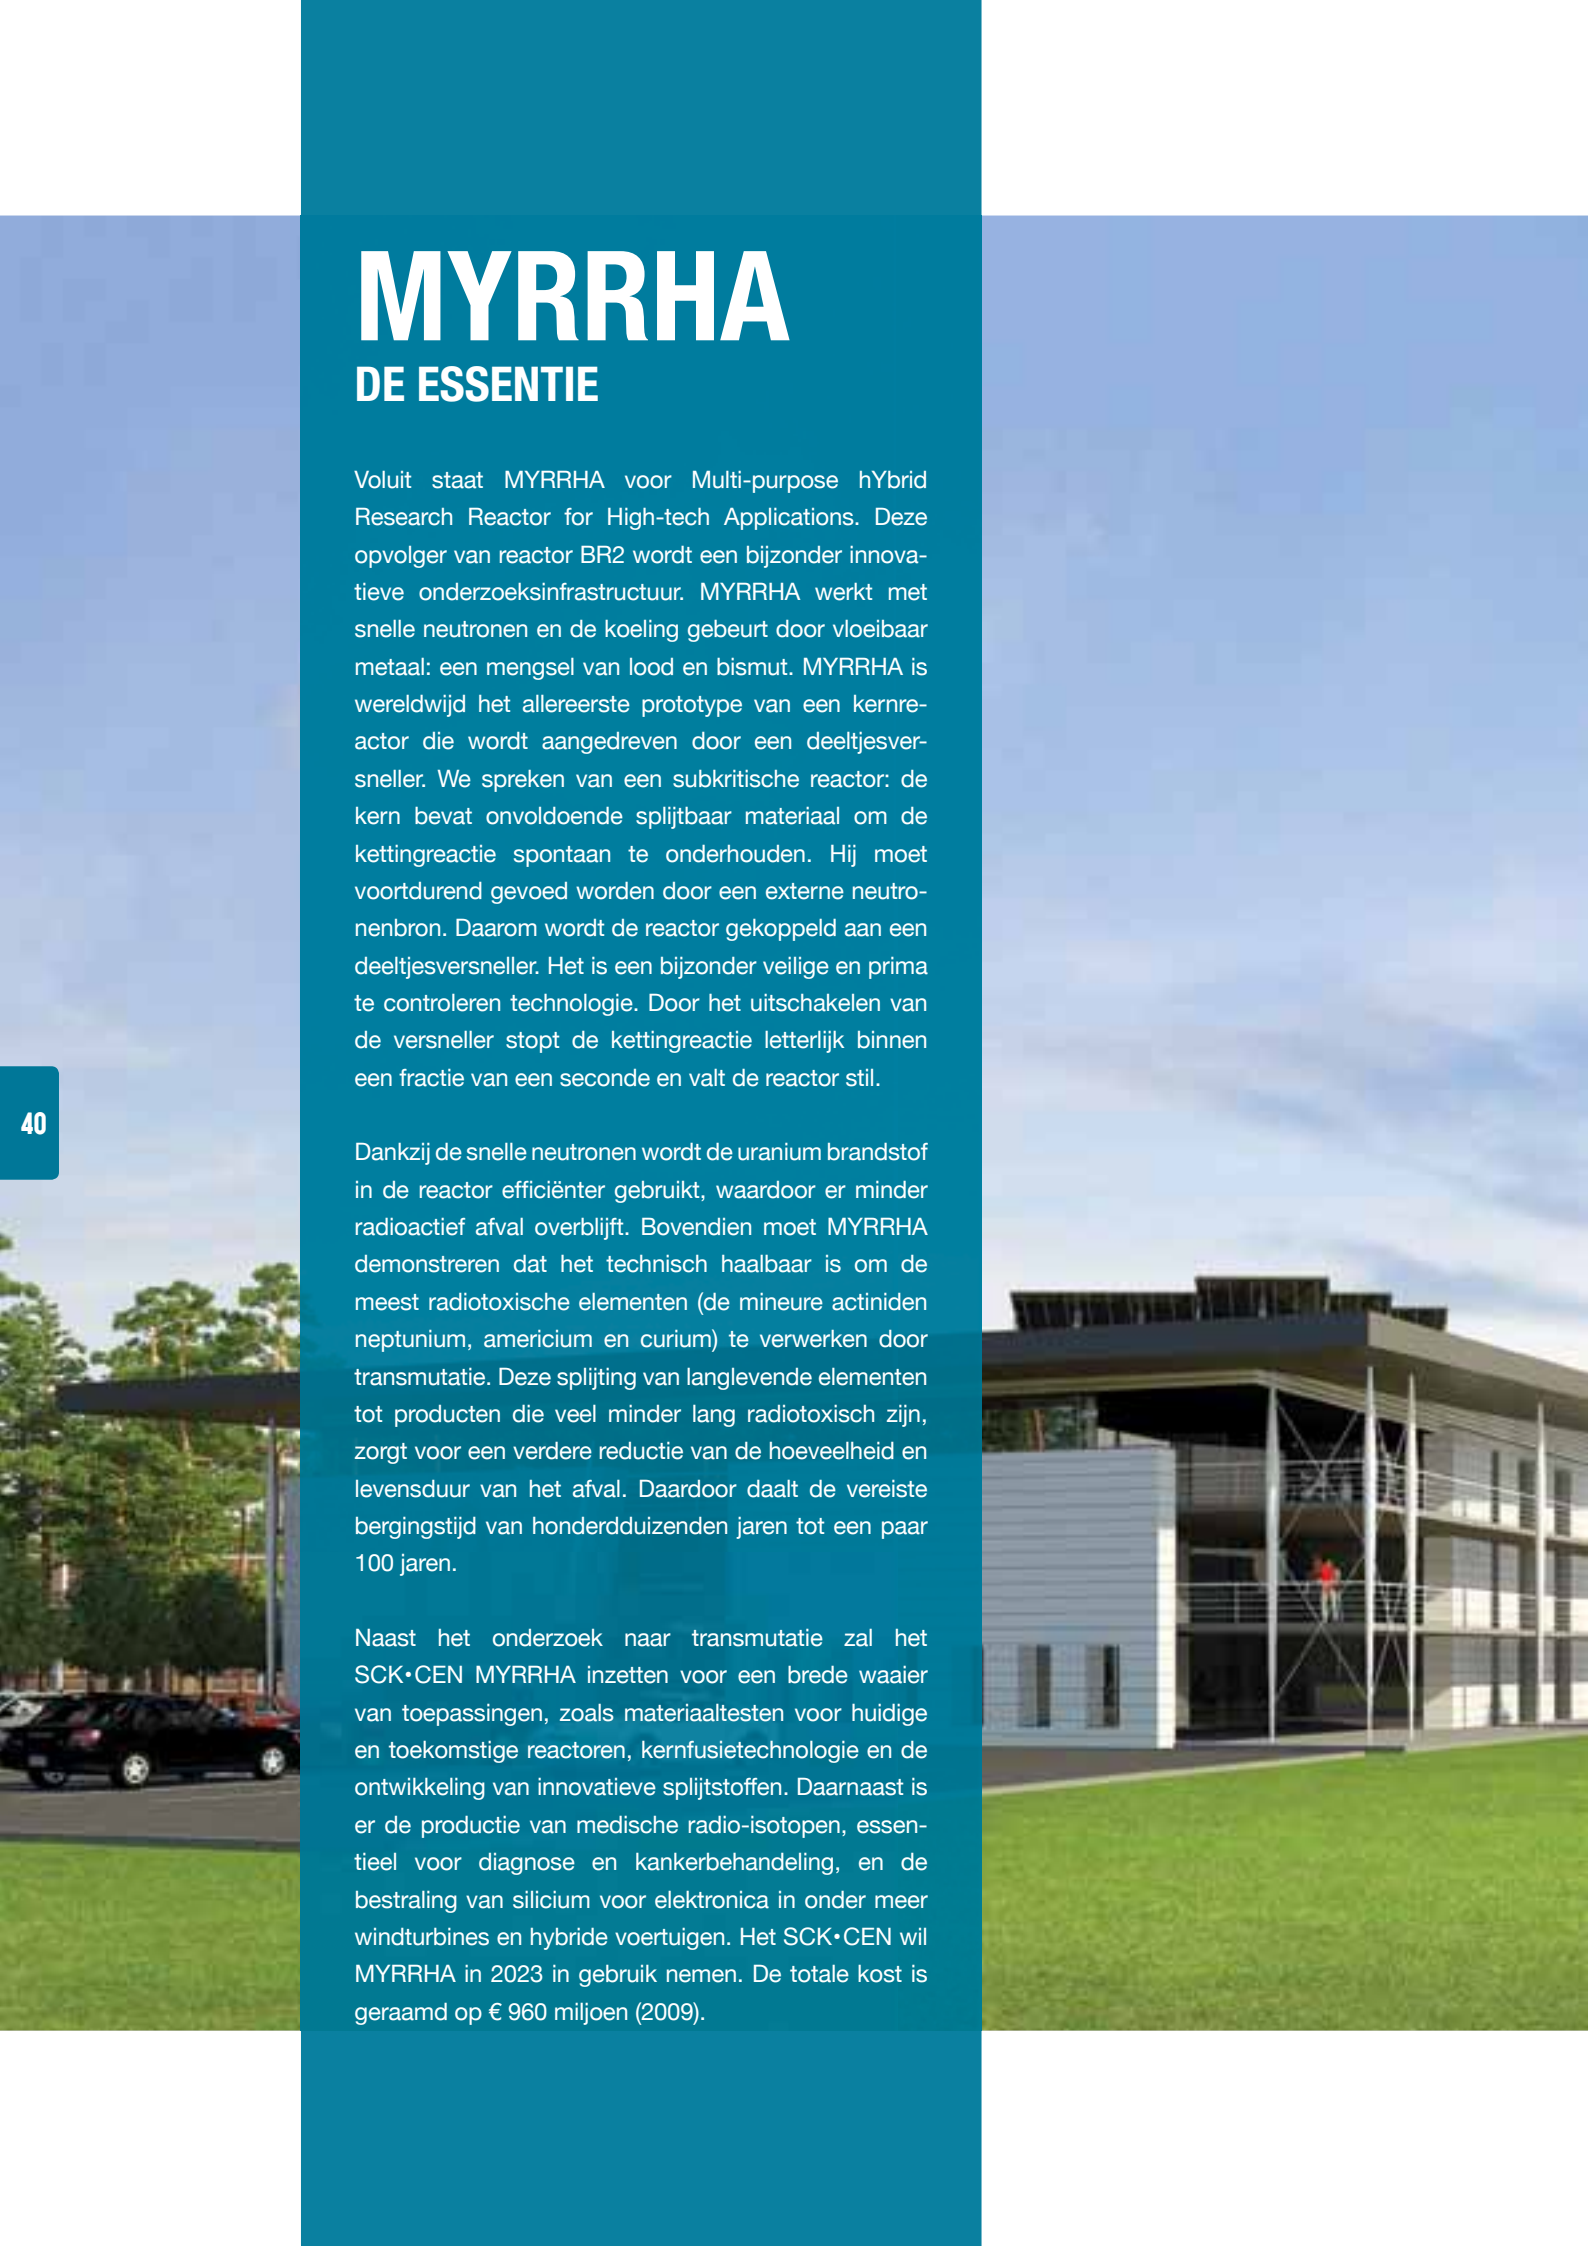 MYRRHA
DE ESSENTIE
Voluit staat MYRRHA voor Multi-purpose hYbrid
Research Reactor for High-tech Applications. Deze
opvolger van reactor BR2 wordt een bijzonder innova-
tieve onderzoeksinfrastructuur. MYRRHA werkt met
snelle neutronen en de koeling gebeurt door vloeibaar
metaal: een mengsel van lood en bismut. MYRRHA is
wereldwijd het allereerste prototype van een kernre-
actor die wordt aangedreven door een deeltjesver-
sneller. We spreken van een subkritische reactor: de
kern bevat onvoldoende splijtbaar materiaal om de
kettingreactie spontaan te onderhouden. Hij moet
voortdurend gevoed worden door een externe neutro-
nenbron. Daarom wordt de reactor gekoppeld aan een
deeltjesversneller. Het is een bijzonder veilige en prima
te controleren technologie. Door het uitschakelen van
de versneller stopt de kettingreactie letterlijk binnen
een fractie van een seconde en valt de reactor stil.
40
Dankzij de snelle neutronen wordt de uranium brandstof
in de reactor efficiënter gebruikt, waardoor er minder
radioactief afval overblijft. Bovendien moet MYRRHA
demonstreren dat het technisch haalbaar is om de
meest radiotoxische elementen (de mineure actiniden
neptunium, americium en curium) te verwerken door
transmutatie. Deze splijting van langlevende elementen
tot producten die veel minder lang radiotoxisch zijn,
zorgt voor een verdere reductie van de hoeveelheid en
levensduur van het afval. Daardoor daalt de vereiste
bergingstijd van honderdduizenden jaren tot een paar
100 jaren.
Naast het onderzoek naar transmutatie zal het
SCK•CEN MYRRHA inzetten voor een brede waaier
van toepassingen, zoals materiaaltesten voor huidige
en toekomstige reactoren, kernfusietechnologie en de
ontwikkeling van innovatieve splijtstoffen. Daarnaast is
er de productie van medische radio-isotopen, essen-
tieel voor diagnose en kankerbehandeling, en de
bestraling van silicium voor elektronica in onder meer
windturbines en hybride voertuigen. Het SCK•CEN wil
MYRRHA in 2023 in gebruik nemen. De totale kost is
geraamd op € 960 miljoen (2009).